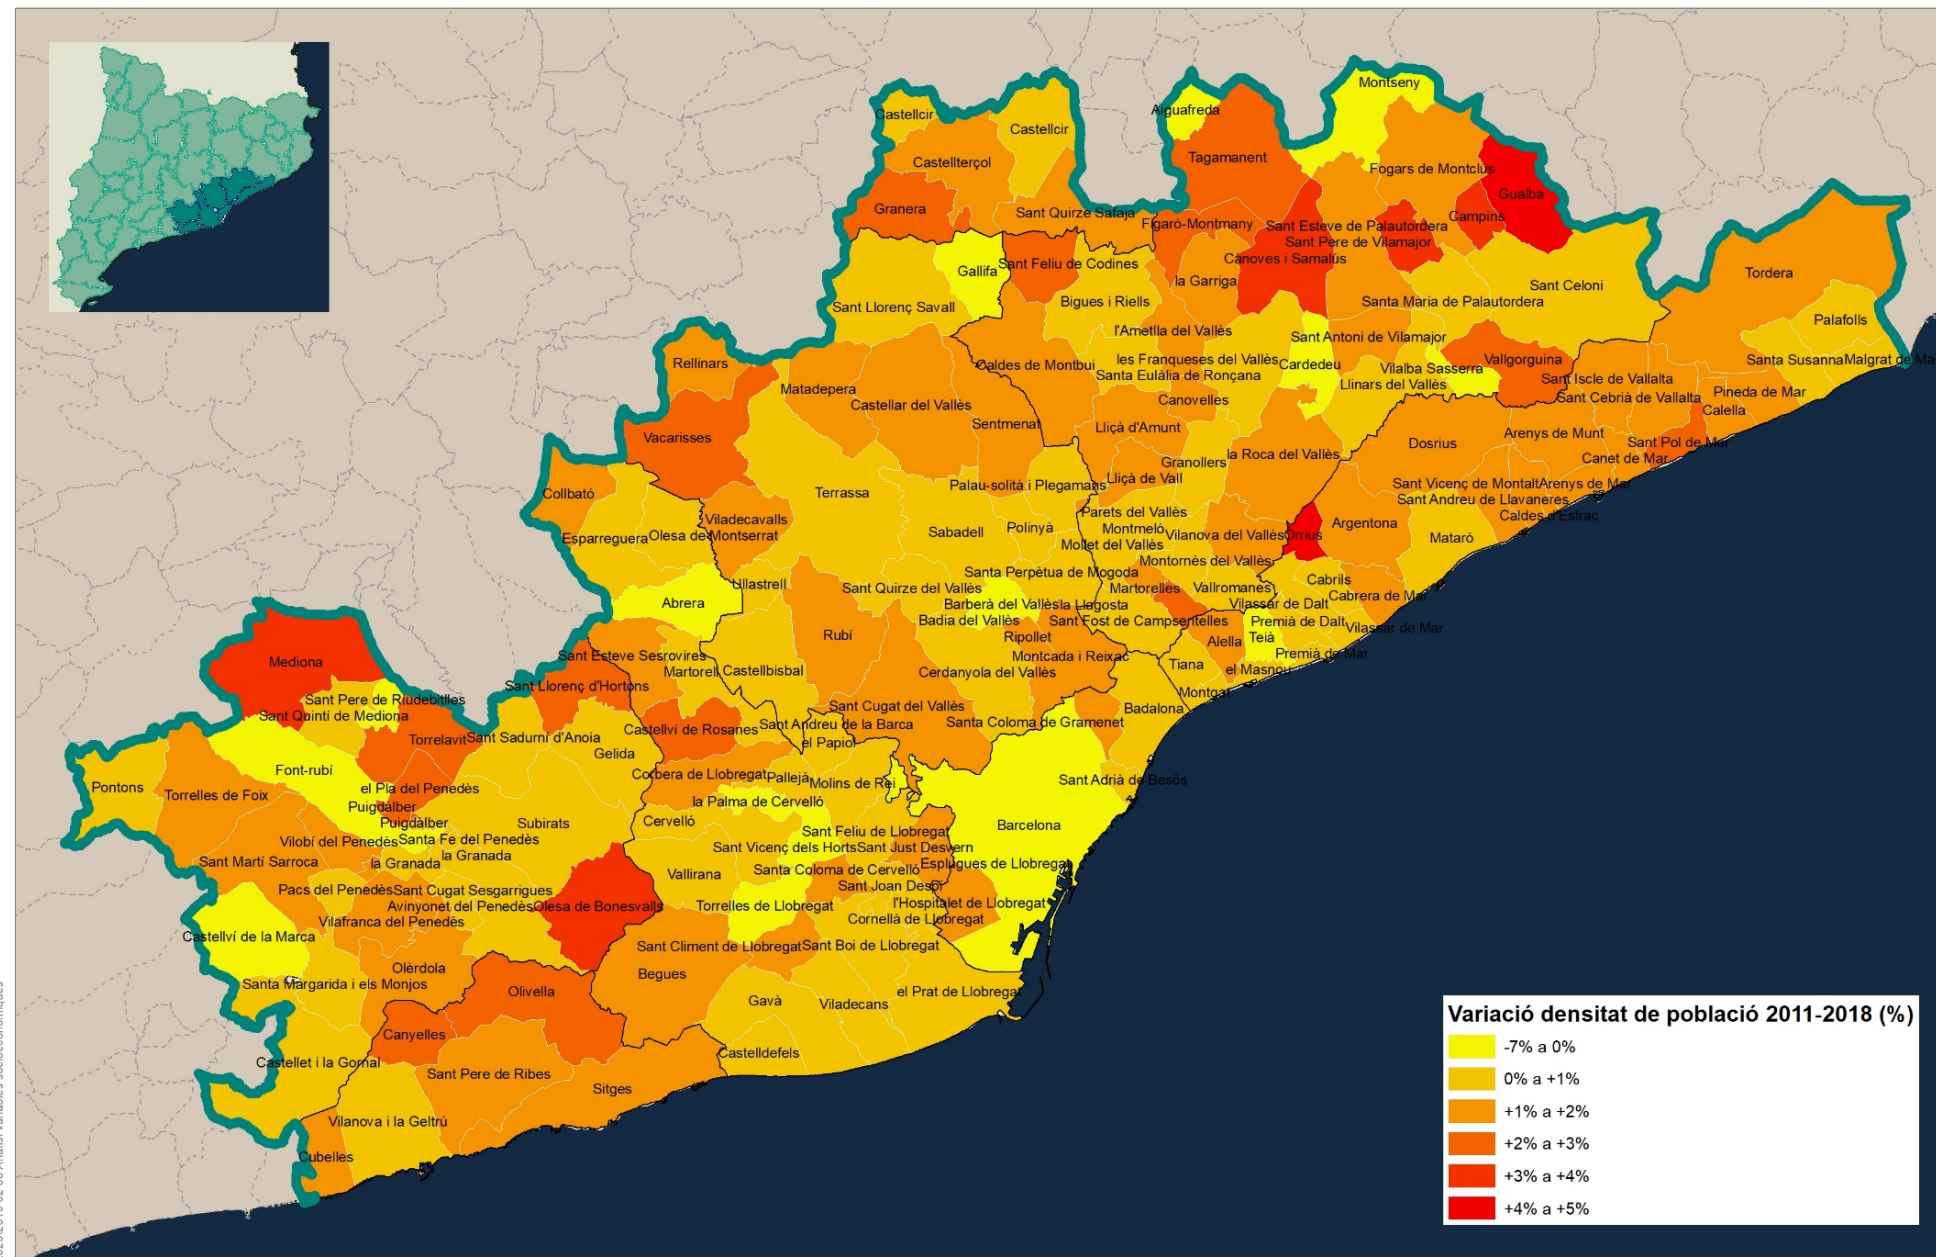 Montseny
Aiguafreda
Castellcir
Castellcir
Tagamanent
Castellterçol
Fogars de Montclús
Gualba
Granera
Sant Quirze Safaja
Campins
Figaró-Montmany
Sant Esteve de Palautordera
Sant Pere de Vilamajor
Cànoves i Samalús
Sant Feliu de Codines
Gallifa
Tordera
la Garriga
Sant Celoni
Bigues i Riells
Santa Maria de Palautordera
Sant Llorenç Savall
Palafolls
l'Ametlla del Vallès
Sant Antoni de Vilamajor
Rellinars
les Franqueses del Vallès
Vallgorguina
Santa Susanna
Malgrat de Ma
Caldes de Montbui
Cardedeu
Vilalba Sasserra
Santa Eulàlia de Ronçana
Llinars del Vallès
Sant Iscle de Vallalta
Matadepera
Pineda de Mar
Sant Cebrià de Vallalta
Canovelles
Castellar del Vallès
Calella
Sentmenat
Lliçà d'Amunt
Arenys de Munt
Vacarisses
Dosrius
Sant Pol de Mar
la Roca del Vallès
Canet de Mar
Granollers
Lliçà de Vall
Palau-solità i Plegamans
Sant Vicenç de Montalt
Arenys de Mar
Terrassa
Collbató
Sant Andreu de Llavaneres
Parets del Vallès
Caldes d'Estrac
Viladecavalls
Argentona
Polinyà
Montmeló
Sabadell
Olesa de Montserrat
Vilanova del Vallès
Òrrius
Esparreguera
Mataró
Mollet del Vallès
Montornès del Vallès
Santa Perpètua de Mogoda
Cabrils
Ullastrell
Sant Quirze del Vallès
Martorelles
Vallromanes
Cabrera de Mar
Abrera
Barberà del Vallès
la Llagosta
Vilassar de Dalt
Badia del Vallès
Sant Fost de Campsentelles
Premià de Dalt
Vilassar de Mar
Rubí
Ripollet
Teià
Alella
Sant Esteve Sesrovires
Montcada i Reixac
Premià de Mar
Mediona
Tiana
el Masnou
Martorell
Castellbisbal
Cerdanyola del Vallès
Sant Llorenç d'Hortons
Montgat
Sant Pere de Riudebitlles
Sant Cugat del Vallès
Badalona
Sant Quintí de Mediona
Santa Coloma de Gramenet
Sant Andreu de la Barca
Castellví de Rosanes
Torrelavit
Sant Sadurní d'Anoia
el Papiol
Gelida
Font-rubí
Corbera de Llobregat
Pallejà
Molins de Rei
Sant Adrià de Besòs
Pontons
el Pla del Penedès
Torrelles de Foix
la Palma de Cervelló
Puigdàlber
Puigdàlber
Cervelló
Subirats
Barcelona
Sant Feliu de Llobregat
Vilobí del Penedès
Santa Fe del Penedès
Sant Vicenç dels Horts
Sant Just Desvern
la Granada
Sant Martí Sarroca
la Granada
Esplugues de Llobregat
Vallirana
Santa Coloma de Cervelló
Sant Joan Despí
Pacs del Penedès
Sant Cugat Sesgarrigues
Avinyonet del Penedès
Olesa de Bonesvalls
Torrelles de Llobregat
l'Hospitalet de Llobregat
Vilafranca del Penedès
Cornellà de Llobregat
Castellví de la Marca
Sant Climent de Llobregat
Sant Boi de Llobregat
Olèrdola
Begues
Santa Margarida i els Monjos
Olivella
el Prat de Llobregat
Gavà
Viladecans
Canyelles
Castelldefels
Castellet i la Gornal
Sant Pere de Ribes
Sitges
Vilanova i la Geltrú
Cubelles
Variació densitat de població 2011-2018 (%)
-7% a 0%
0% a +1%
+1% a +2%
+2% a +3%
+3% a +4%
+4% a +5%